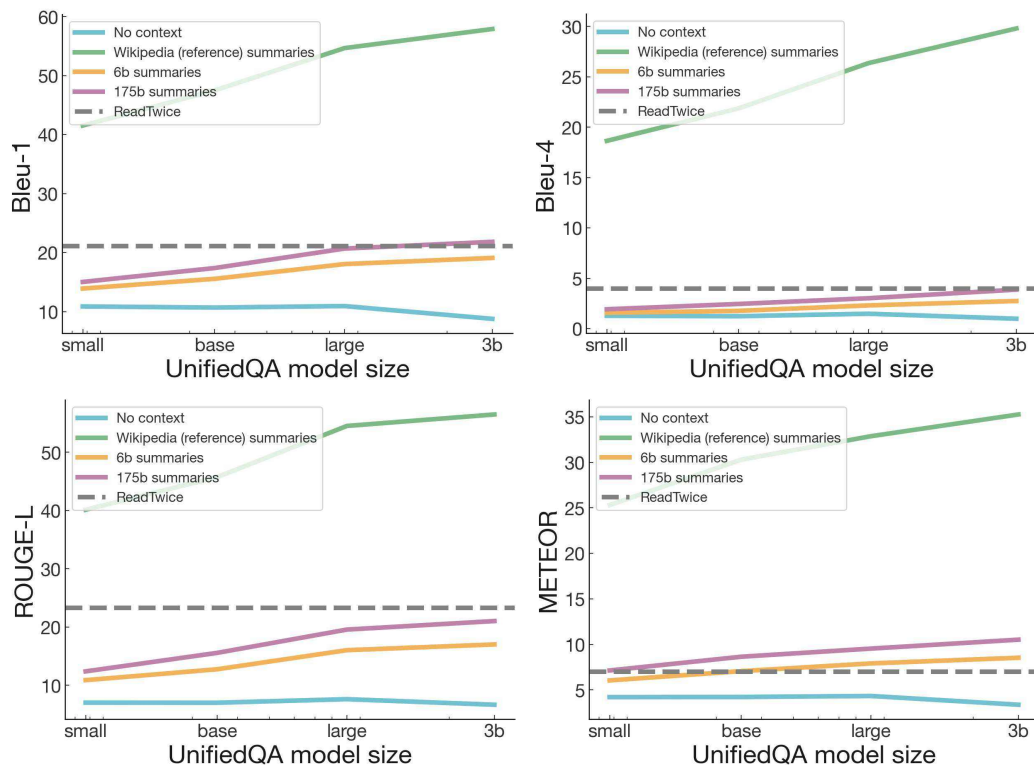 60
50
40
30
20
10
Bleu-1
No context
Wikipedia (reference) summaries
6b summaries
175b summaries
ReadTwice
small
base
large
3b
UnifiedQA model size
30
25
20
15
10
5
0
Bleu-4
No context
Wikipedia (reference) summaries
6b summaries
175b summaries
ReadTwice
small
base
large
3b
UnifiedQA model size
50
40
30
20
10
ROUGE-L
No context
Wikipedia (reference) summaries
6b summaries
175b summaries
ReadTwice
small
base
large
3b
UnifiedQA model size
35
30
25
20
15
10
5
METEOR
No context
Wikipedia (reference) summaries
6b summaries
175b summaries
ReadTwice
small
base
large
3b
UnifiedQA model size